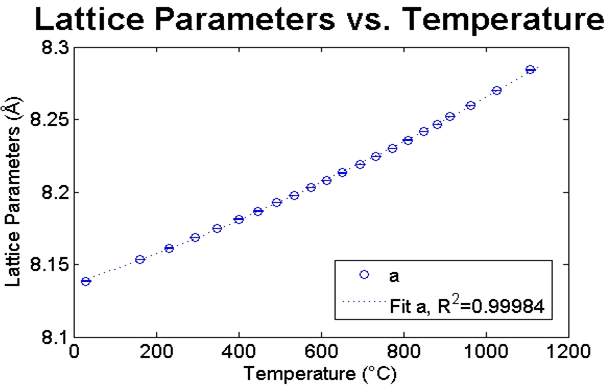 Lattice Parameters vs. Temperature
8.3
8.25
8.2
8.15
8.1
Lattice Parameters (Å)
a
Fit a, R²=0.99984
0 200 400 600 800 1000 1200
Temperature (°C)